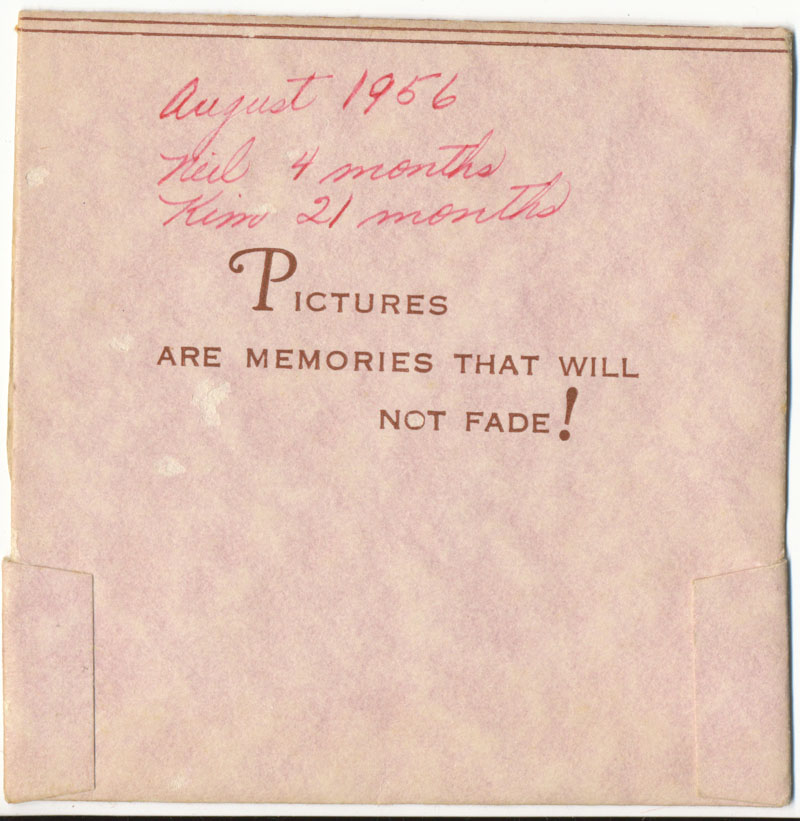 August 1956
Neil 4 months
Kim 21 months
PICTURES
ARE MEMORIES THAT WILL
NOT FADE!